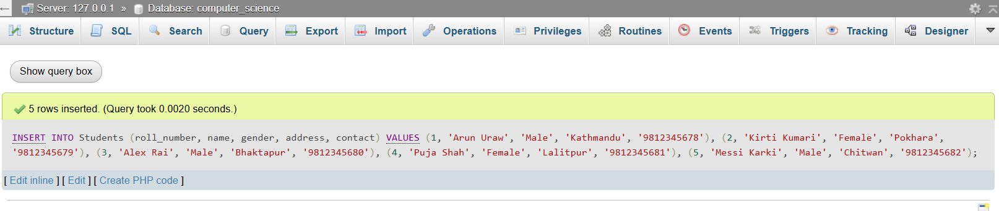 Server: 127.0.0.1 » Database: computer_science
Structure SQL Search Query Export Import Operations Privileges Routines Events Triggers Tracking Designer
Show query box
5 rows inserted. (Query took 0.0020 seconds.)
INSERT INTO Students (roll_number, name, gender, address, contact) VALUES (1, 'Arun Uraw', 'Male', 'Kathmandu', '9812345678'), (2, 'Kirti Kumari', 'Female', 'Pokhara',
'9812345679'), (3, 'Alex Rai', 'Male', 'Bhaktapur', '9812345680'), (4, 'Puja Shah', 'Female', 'Lalitpur', '9812345681'), (5, 'Messi Karki', 'Male', 'Chitwan', '9812345682');
[ Edit inline ] [ Edit ] [ Create PHP code ]